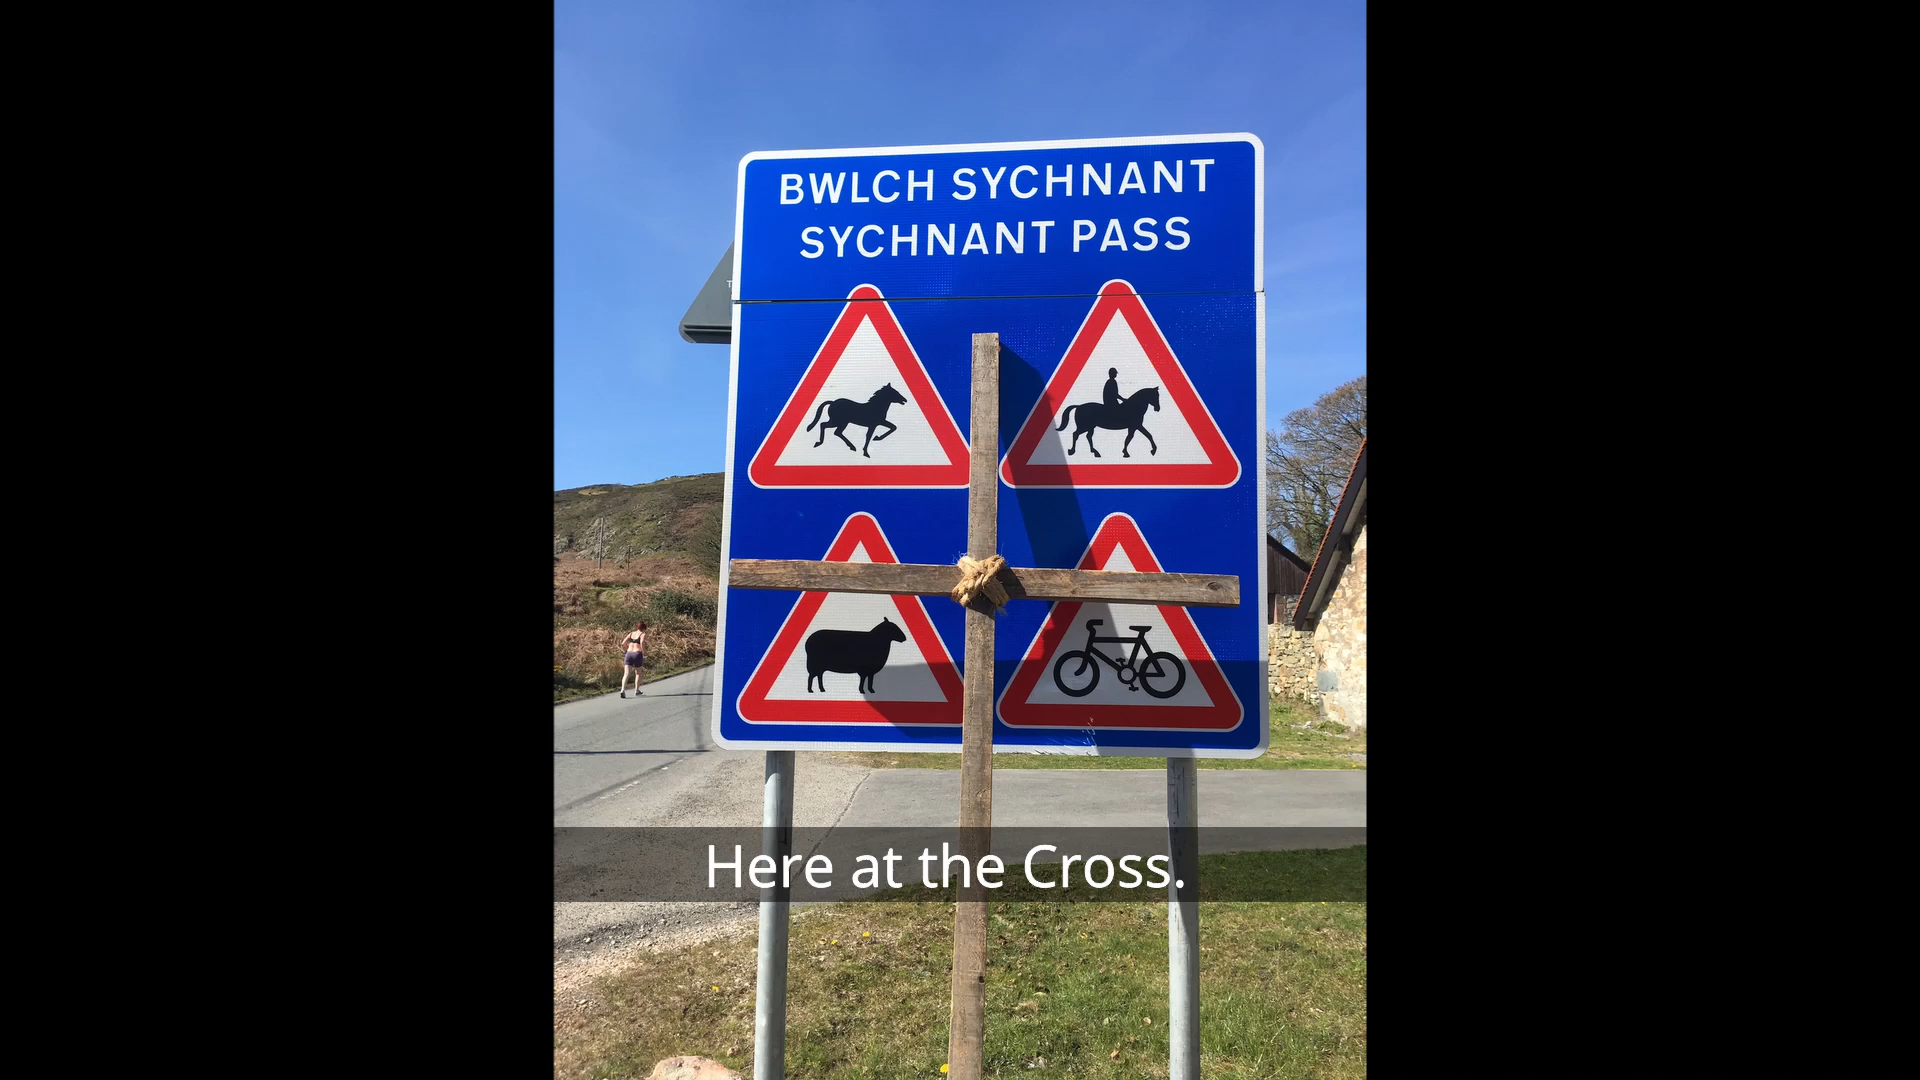 BWLCH SYCHNANT
SYCHNANT PASS
Here at the Cross.